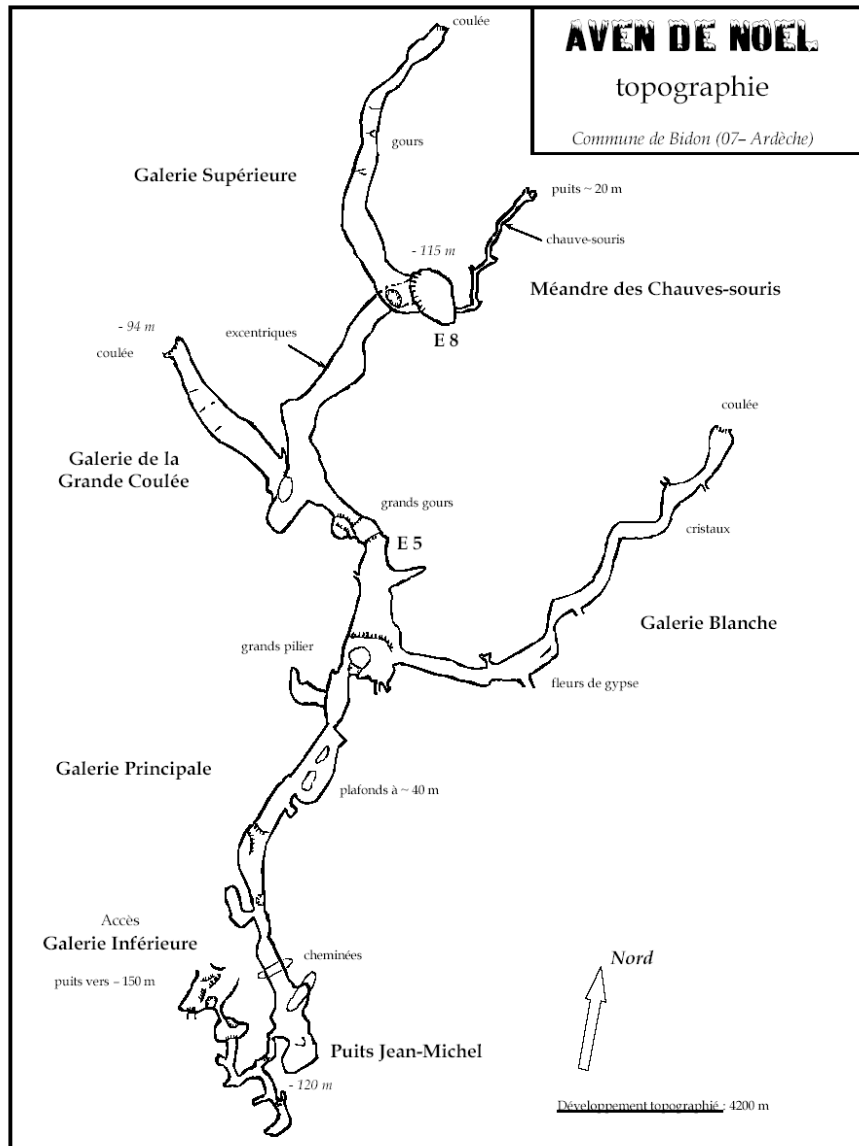 AVEN DE NOEL
topographie
Commune de Bidon (07– Ardèche)
coulée
gours
Galerie Supérieure
puits ~ 20 m
chauve-souris
- 115 m
Méandre des Chauves-souris
E 8
- 94 m
coulée
excentriques
coulée
Galerie de la
Grande Coulée
grands gours
E 5
cristaux
Galerie Blanche
grands pilier
fleurs de gypse
Galerie Principale
plafonds à ~ 40 m
Accès
Galerie Inférieure
puits vers – 150 m
cheminées
Nord
Puits Jean-Michel
- 120 m
Développement topographié : 4200 m